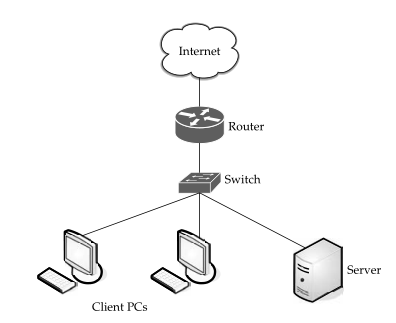 Internet
Router
Switch
Server
Client PCs